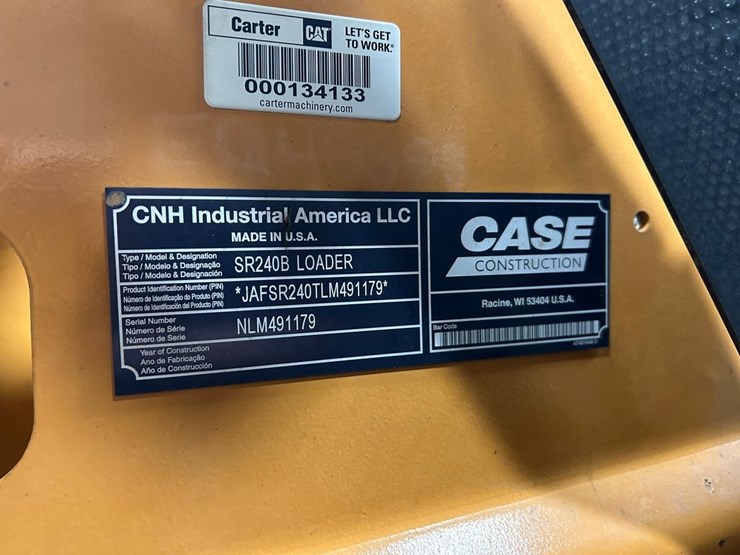 Carter CAT LET'S GET
TO WORK.®
000134133
cartermachinery.com
CNH Industrial America LLC
MADE IN U.S.A.
Type / Model & Designation
Tipo / Modelo & Designação
Tipo / Modelo & Designación
SR240B LOADER
Product Identification Number (PIN)
Número de Identificação do Produto (PIN)
Número de Identificación del Producto (PIN)
*JAFSR240TLM491179*
Serial Number
Número de Série
Número de Serie
NLM491179
Year of Construction
Ano de Fabricação
Año de Construcción
CASE
CONSTRUCTION
Racine, WI 53404 U.S.A.
Bar Code